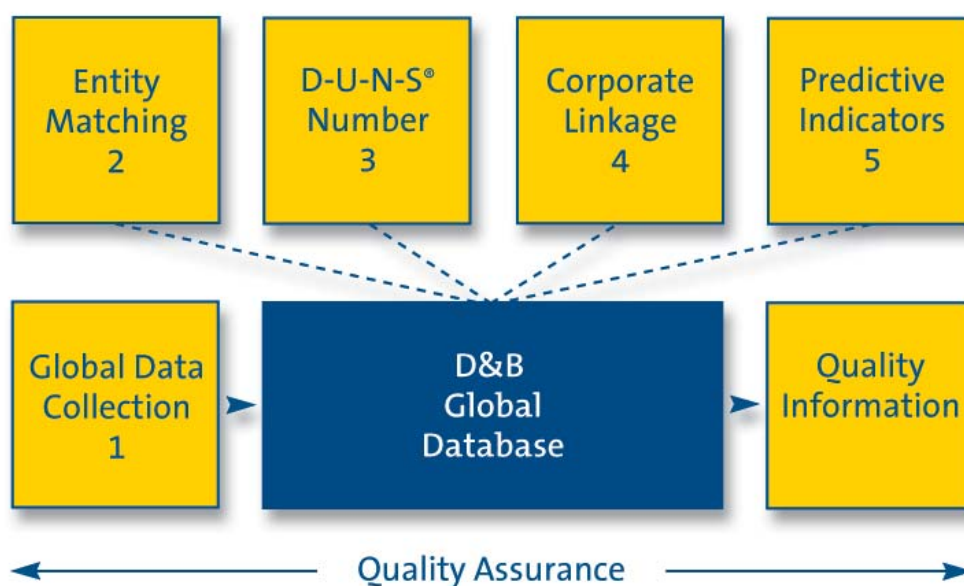 Entity
Matching
2
D-U-N-S®
Number
3
Corporate
Linkage
4
Predictive
Indicators
5
Global Data
Collection
1
D&B
Global
Database
Quality
Information
Quality Assurance